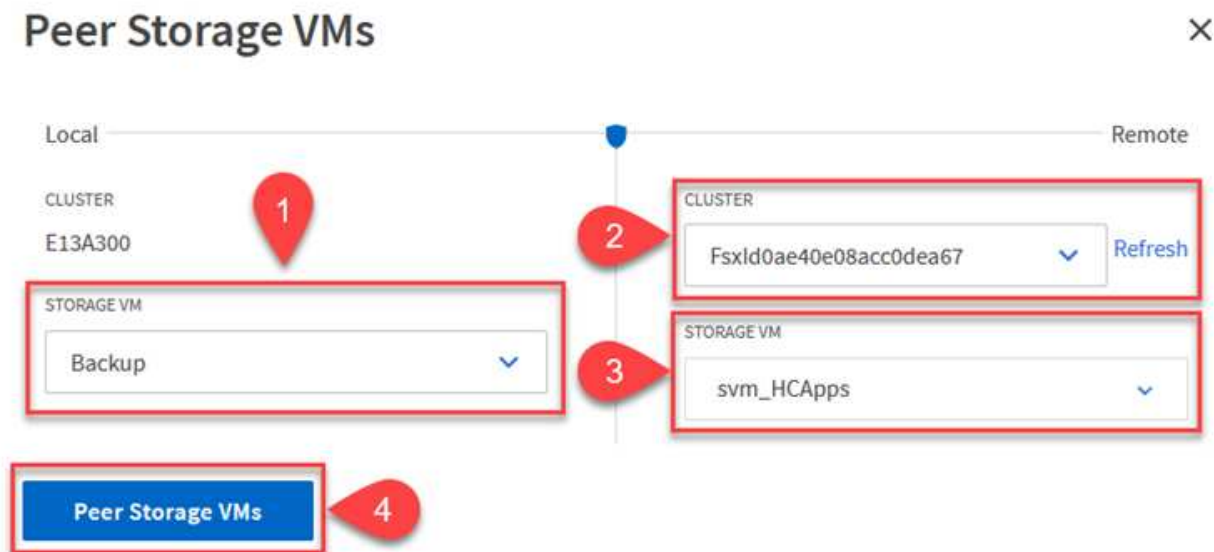 Peer Storage VMs
Local
Remote
CLUSTER
E13A300
1
STORAGE VM
Backup
2
CLUSTER
FsxId0ae40e08acc0dea67
Refresh
3
STORAGE VM
svm_HCApps
Peer Storage VMs
4